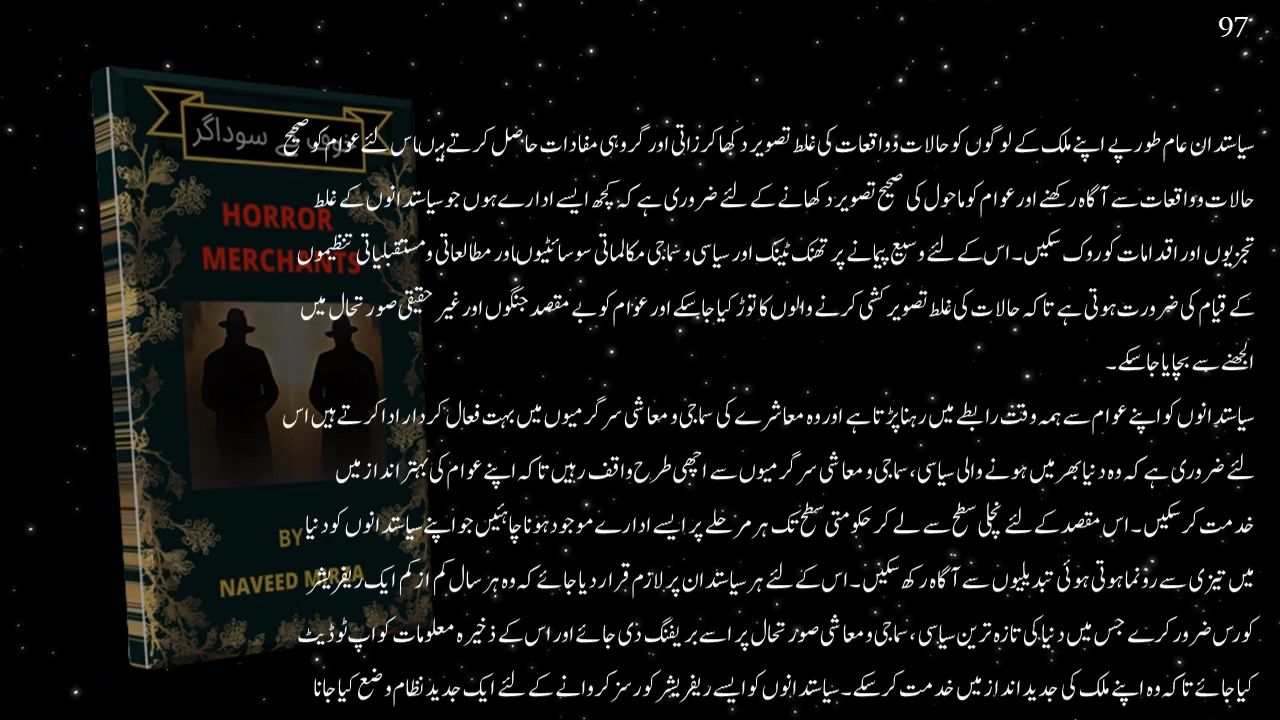 97
سیاستدان عام طور پے اپنے ملک کے لوگوں کو حالات و واقعات کی غلط تصویر دکھا کر ذاتی اور گروہی مفادات حاصل کرتے ہیں۔اس لئے عوام کو صحیح
حالات و واقعات سے آگاہ رکھنے اور عوام کو ماحول کی صحیح تصویر دکھانے کے لئے ضروری ہے کہ کچھ ایسے ادارے ہوں جو سیاستدانوں کے غلط
تجزیوں اور اقدامات کو روک سکیں۔ اس کے لئے وسیع پیمانے پر تھنک ٹینک اور سیاسی و سماجی مکالماتی سوسائٹیوں اور مطالعاتی و مستقبلیاتی تنظیموں
کے قیام کی ضرورت ہوتی ہے تاکہ حالات کی غلط تصویر کشی کرنے والوں کا توڑ کیا جا سکے اور عوام کو بے مقصد جنگوں اور غیر حقیقی صورتحال میں
الجھنے سے بچایا جا سکے۔
سیاستدانوں کو اپنے عوام سے ہمہ وقت رابطے میں رہنا پڑتا ہے اور وہ معاشرے کی سماجی و معاشی سرگرمیوں میں بہت فعال کردار ادا کرتے ہیں اس
لئے ضروری ہے کہ وہ دنیا بھر میں ہونے والی سیاسی، سماجی و معاشی سرگرمیوں سے اچھی طرح واقف رہیں تاکہ اپنے عوام کی بہتر انداز میں
خدمت کر سکیں۔ اس مقصد کے لئے نچلی سطح سے لے کر حکومتی سطح تک ہر مرحلے پر ایسے ادارے موجود ہونا چاہئیں جو اپنے سیاستدانوں کو دنیا
میں تیزی سے رونما ہوتی ہوئی تبدیلیوں سے آگاہ رکھ سکیں۔ اس کے لئے ہر سیاستدان پر لازم قرار دیا جائے کہ وہ ہر سال کم از کم ایک ریفریشر
کورس ضرور کرے جس میں دنیا کی تازہ ترین سیاسی، سماجی و معاشی صورتحال پر اسے بریفنگ دی جائے اور اس کے ذخیرہ معلومات کو اپ ٹو ڈیٹ
کیا جائے تاکہ وہ اپنے ملک کی جدید انداز میں خدمت کر سکے۔ سیاستدانوں کو ایسے ریفریشر کورسز کروانے کے لئے ایک جدید نظام وضع کیا جانا
سوداگر
HORROR
MERCHANTS
BY
NAVEED MIRZA